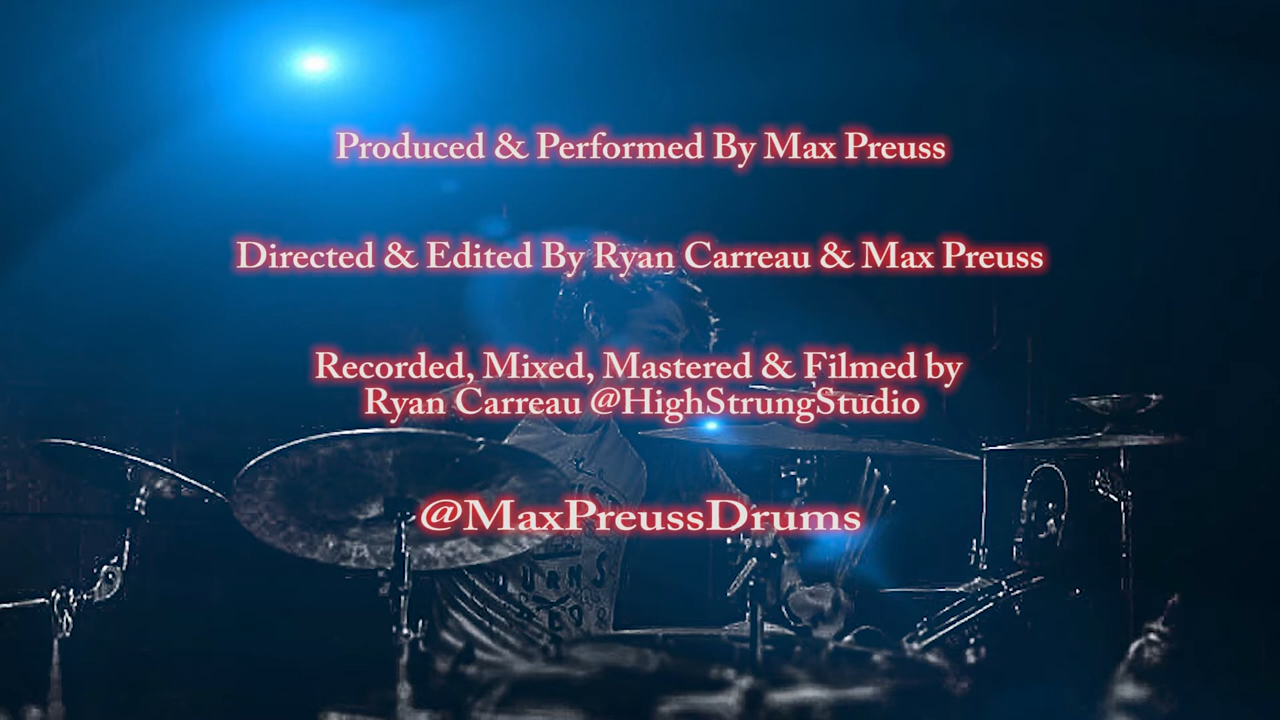 Produced & Performed By Max Preuss
Directed & Edited By Ryan Carreau & Max Preuss
Recorded, Mixed, Mastered & Filmed by
Ryan Carreau @HighStrungStudio
@MaxPreussDrums